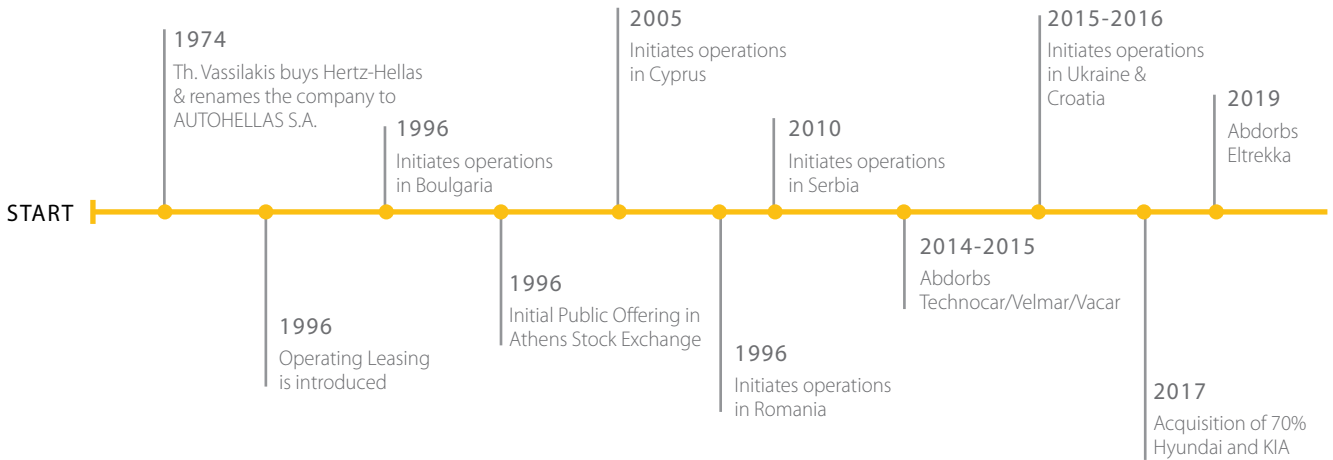 START
1974
Th. Vassilakis buys Hertz-Hellas
& renames the company to
AUTOHELLAS S.A.
1996
Operating Leasing
is introduced
1996
Initiates operations
in Boulgaria
1996
Initial Public Offering in
Athens Stock Exchange
2005
Initiates operations
in Cyprus
1996
Initiates operations
in Romania
2010
Initiates operations
in Serbia
2014-2015
Abdorbs
Technocar/Velmar/Vacar
2015-2016
Initiates operations
in Ukraine &
Croatia
2017
Acquisition of 70%
Hyundai and KIA
2019
Abdorbs
Eltrekka